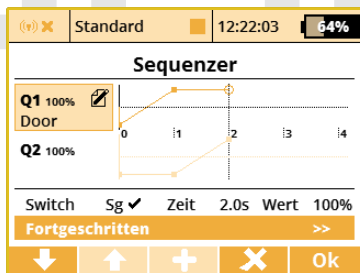 Standard 12:22:03 64%
Sequenzer
Q1 100%
Door
0 1 2 3 4
Q2 100%
Switch Sg ✔ Zeit 2.0s Wert 100%
Fortgeschritten >>
Ok